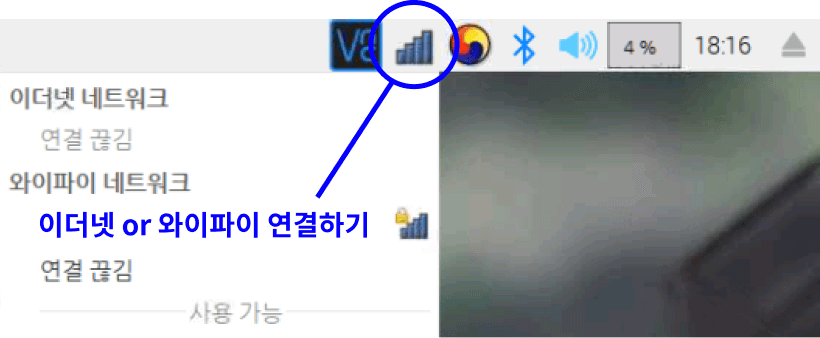 V2
4 %
18:16
이더넷 네트워크
연결 끊김
와이파이 네트워크
이더넷 or 와이파이 연결하기
연결 끊김
사용 가능